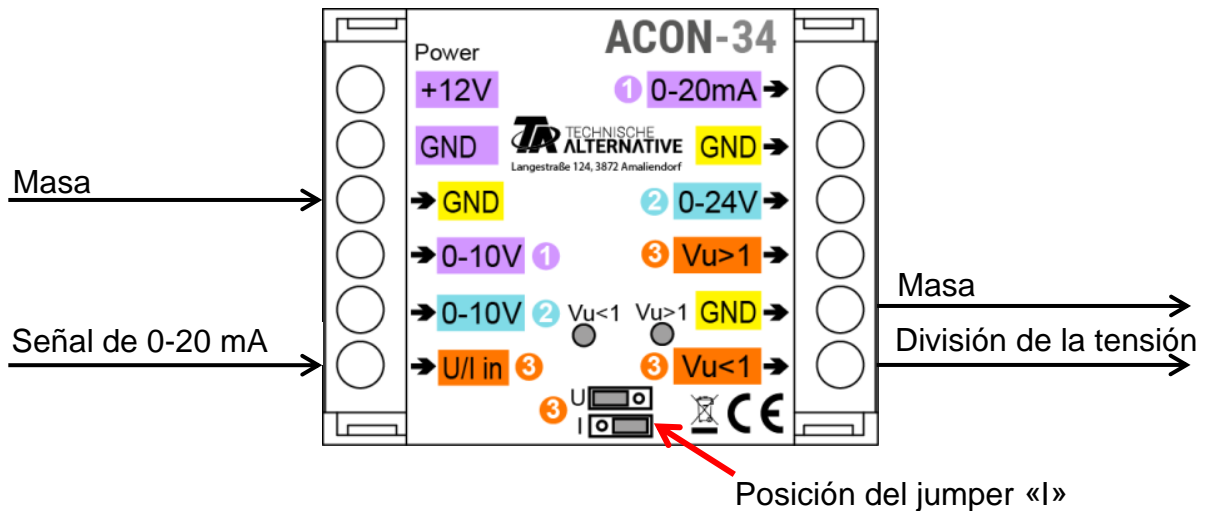 ACON-34
Power
+12V
1 0-20mA
GND
TA TECHNISCHE ALTERNATIVE
Langestraße 124, 3872 Amaliendorf
GND
Masa
GND
2 0-24V
0-10V 1
3 Vu>1
0-10V 2
Vu<1
Vu>1
GND
Masa
Señal de 0-20 mA
U/I in 3
3 Vu<1
División de la tensión
3
U
I
CE
Posición del jumper «I»